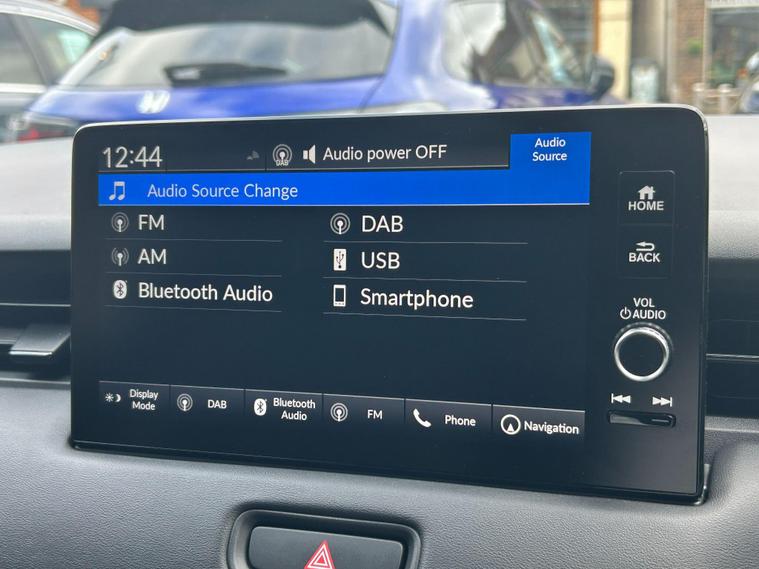 12:44
DAB
Audio power OFF
Audio
Source
Audio Source Change
FM
DAB
AM
USB
Bluetooth Audio
Smartphone
HOME
BACK
VOL
AUDIO
Display
Mode
DAB
Bluetooth
Audio
FM
Phone
Navigation